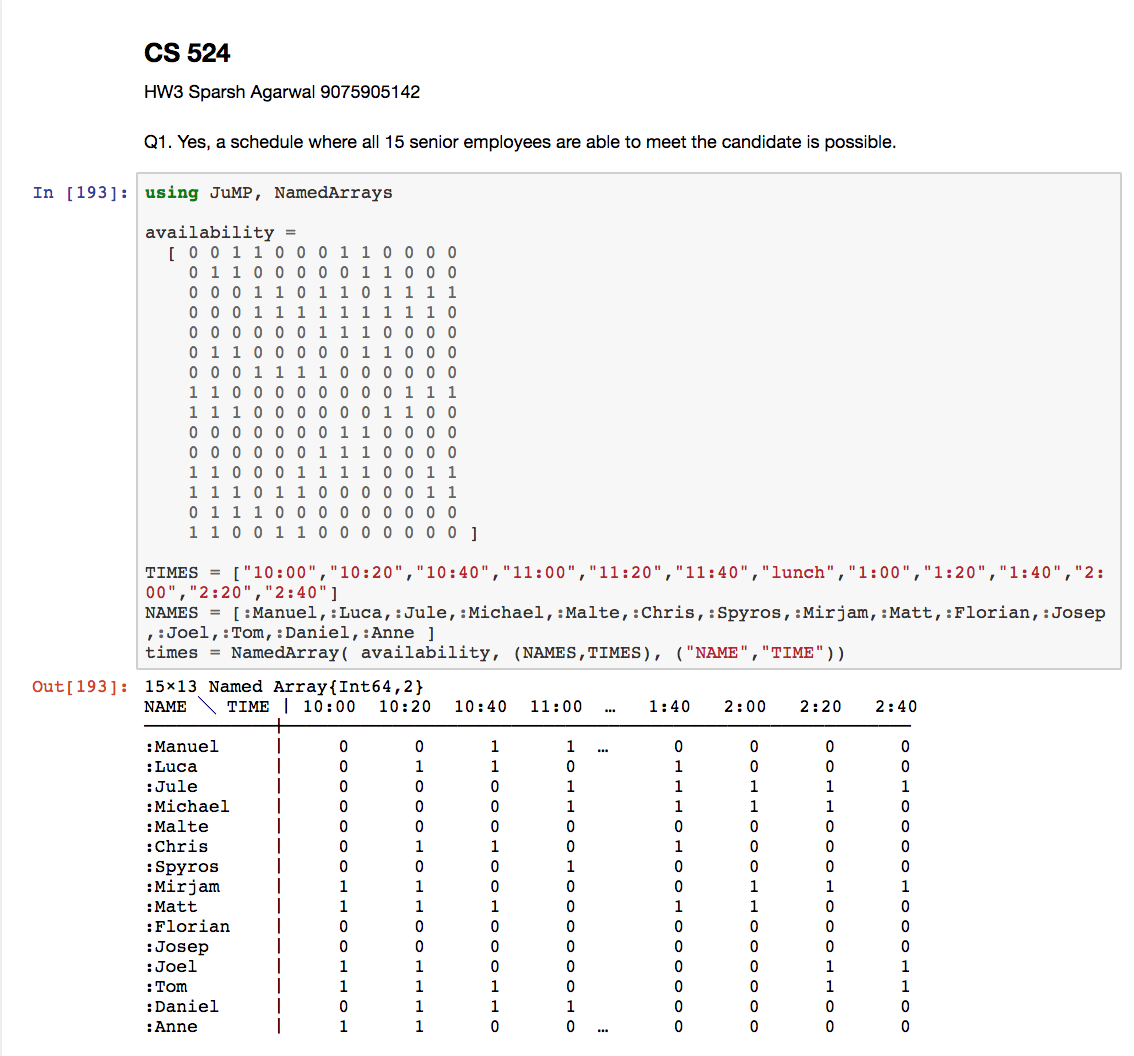 CS 524
HW3 Sparsh Agarwal 9075905142
Q1. Yes, a schedule where all 15 senior employees are able to meet the candidate is possible.
In [193]: using JuMP, NamedArrays
availability =
[ 0 0 1 1 0 0 0 1 1 0 0 0 0
0 1 1 0 0 0 0 0 1 1 0 0 0
0 0 0 1 1 0 1 1 0 1 1 1 1
0 0 0 1 1 1 1 1 1 1 1 1 0
0 0 0 0 0 0 1 1 1 0 0 0 0
0 1 1 0 0 0 0 0 1 1 0 0 0
0 0 0 1 1 1 1 0 0 0 0 0 0
1 1 0 0 0 0 0 0 0 0 1 1 1
1 1 1 0 0 0 0 0 0 1 1 0 0
0 0 0 0 0 0 0 1 1 0 0 0 0
0 0 0 0 0 0 1 1 1 0 0 0 0
1 1 0 0 0 1 1 1 1 0 0 1 1
1 1 1 0 1 1 0 0 0 0 0 1 1
0 1 1 1 0 0 0 0 0 0 0 0 0
1 1 0 0 1 1 0 0 0 0 0 0 0 ]
TIMES = ["10:00","10:20","10:40","11:00","11:20","11:40","lunch","1:00","1:20","1:40","2:
00","2:20","2:40"]
NAMES = [:Manuel,:Luca,:Jule,:Michael,:Malte,:Chris,:Spyros,:Mirjam,:Matt,:Florian,:Josep
,:Joel,:Tom,:Daniel,:Anne ]
times = NamedArray( availability, (NAMES,TIMES), ("NAME","TIME"))
Out[193]: 15×13 Named Array{Int64,2}
NAME ╲ TIME │ 10:00 10:20 10:40 11:00 … 1:40 2:00 2:20 2:40
:Manuel │ 0 0 1 1 … 0 0 0 0
:Luca │ 0 1 1 0 1 0 0 0
:Jule │ 0 0 0 1 1 1 1 1
:Michael │ 0 0 0 1 1 1 1 0
:Malte │ 0 0 0 0 0 0 0 0
:Chris │ 0 1 1 0 1 0 0 0
:Spyros │ 0 0 0 1 0 0 0 0
:Mirjam │ 1 1 0 0 0 1 1 1
:Matt │ 1 1 1 0 1 1 0 0
:Florian │ 0 0 0 0 0 0 0 0
:Josep │ 0 0 0 0 0 0 0 0
:Joel │ 1 1 0 0 0 0 1 1
:Tom │ 1 1 1 0 0 0 1 1
:Daniel │ 0 1 1 1 0 0 0 0
:Anne │ 1 1 0 0 … 0 0 0 0